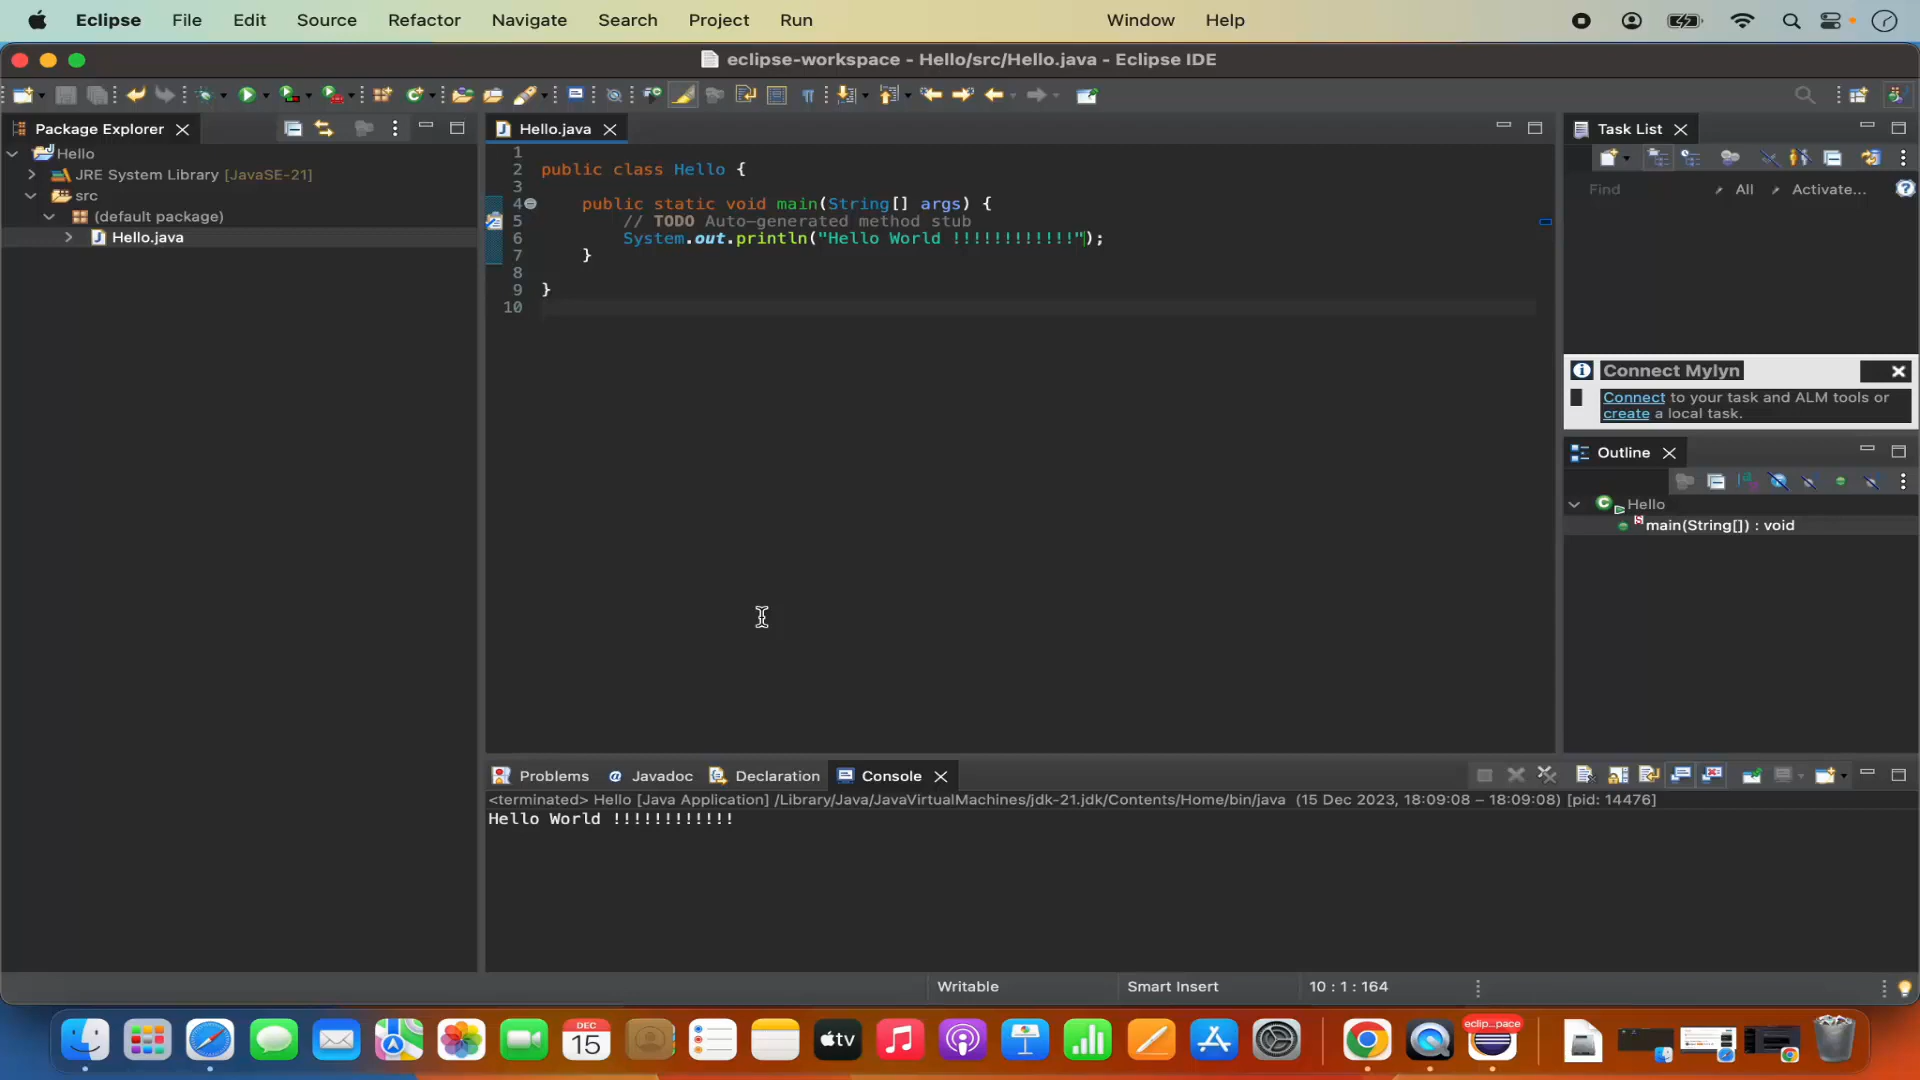 Eclipse File Edit Source Refactor Navigate Search Project Run Window Help
eclipse-workspace - Hello/src/Hello.java - Eclipse IDE
Package Explorer
Hello
JRE System Library [JavaSE-21]
src
(default package)
Hello.java
Hello.java
1
2 public class Hello {
3
4 public static void main(String[] args) {
5 // TODO Auto-generated method stub
6 System.out.println("Hello World !!!!!!!!!!!!");
7 }
8
9 }
10
Task List
Find All Activate...
Connect Mylyn
Connect to your task and ALM tools or
create a local task.
Outline
Hello
main(String[]) : void
Problems Javadoc Declaration Console
<terminated> Hello [Java Application] /Library/Java/JavaVirtualMachines/jdk-21.jdk/Contents/Home/bin/java (15 Dec 2023, 18:09:08 – 18:09:08) [pid: 14476]
Hello World !!!!!!!!!!!!
Writable Smart Insert 10 : 1 : 164
DEC
15
tv
eclip...pace